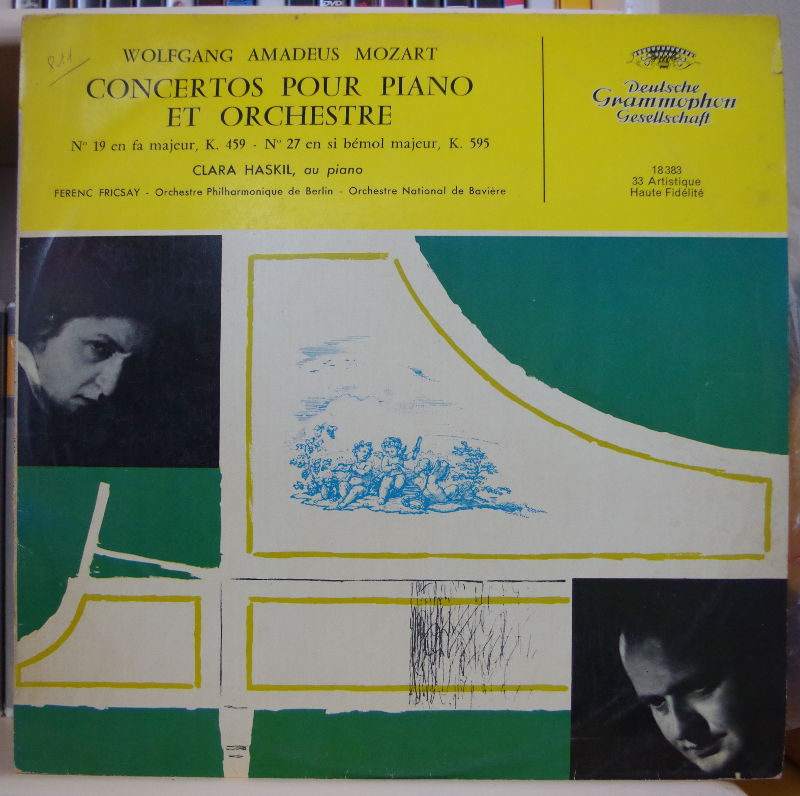 811
WOLFGANG AMADEUS MOZART
CONCERTOS POUR PIANO
ET ORCHESTRE
Nº 19 en fa majeur, K. 459 - Nº 27 en si bémol majeur, K. 595
CLARA HASKIL, au piano
FERENC FRICSAY - Orchestre Philharmonique de Berlin - Orchestre National de Bavière
Deutsche
Grammophon
Gesellschaft
18 383
33 Artistique
Haute Fidélité
DVD